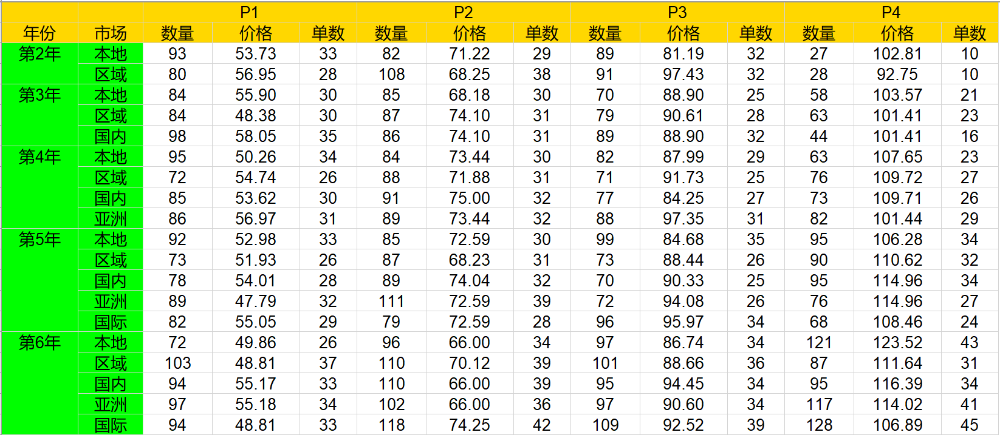 P1 P2 P3 P4
年份 市场 数量 价格 单数 数量 价格 单数 数量 价格 单数 数量 价格 单数
第2年 本地 93 53.73 33 82 71.22 29 89 81.19 32 27 102.81 10
区域 80 56.95 28 108 68.25 38 91 97.43 32 28 92.75 10
第3年 本地 84 55.90 30 85 68.18 30 70 88.90 25 58 103.57 21
区域 84 48.38 30 87 74.10 31 79 90.61 28 63 101.41 23
国内 98 58.05 35 86 74.10 31 89 88.90 32 44 101.41 16
第4年 本地 95 50.26 34 84 73.44 30 82 87.99 29 63 107.65 23
区域 72 54.74 26 88 71.88 31 71 91.73 25 76 109.72 27
国内 85 53.62 30 91 75.00 32 77 84.25 27 73 109.71 26
亚洲 86 56.97 31 89 73.44 32 88 97.35 31 82 101.44 29
第5年 本地 92 52.98 33 85 72.59 30 99 84.68 35 95 106.28 34
区域 73 51.93 26 87 68.23 31 73 88.44 26 90 110.62 32
国内 78 54.01 28 89 74.04 32 70 90.33 25 95 114.96 34
亚洲 89 47.79 32 111 72.59 39 72 94.08 26 76 114.96 27
国际 82 55.05 29 79 72.59 28 96 95.97 34 68 108.46 24
第6年 本地 72 49.86 26 96 66.00 34 97 86.74 34 121 123.52 43
区域 103 48.81 37 110 70.12 39 101 88.66 36 87 111.64 31
国内 94 55.17 33 110 66.00 39 95 94.45 34 95 116.39 34
亚洲 97 55.18 34 102 66.00 36 97 90.60 34 117 114.02 41
国际 94 48.81 33 118 74.25 42 109 92.52 39 128 106.89 45